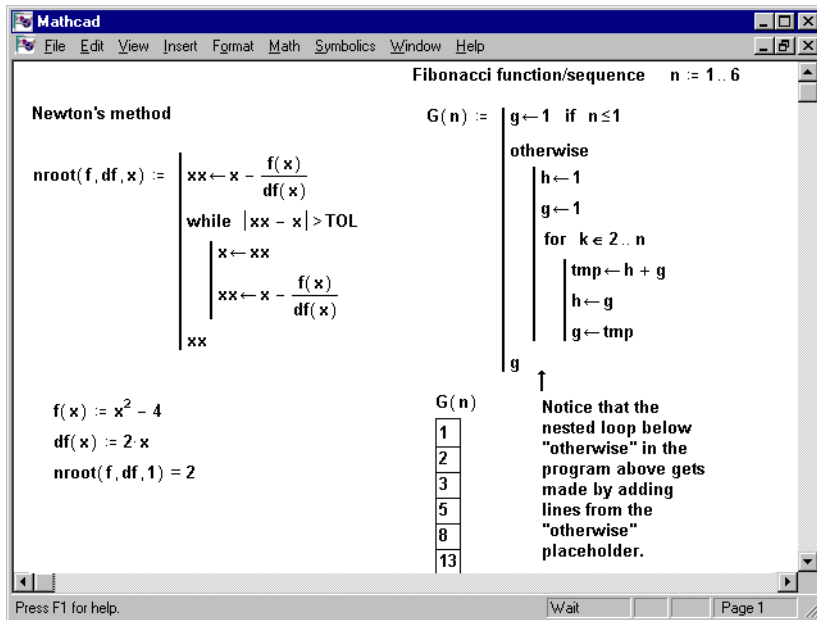 Mathcad
File Edit View Insert Format Math Symbolics Window Help
Fibonacci function/sequence n := 1 .. 6
Newton's method
nroot(f,df,x) :=
xx ← x - f(x)/df(x)
while |xx - x| > TOL
x ← xx
xx ← x - f(x)/df(x)
xx
f(x) := x² - 4
df(x) := 2·x
nroot(f,df,1) = 2
G(n) :=
g ← 1 if n ≤ 1
otherwise
h ← 1
g ← 1
for k ∈ 2 .. n
tmp ← h + g
h ← g
g ← tmp
g
↑
G(n)
1
2
3
5
8
13
Notice that the
nested loop below
"otherwise" in the
program above gets
made by adding
lines from the
"otherwise"
placeholder.
Press F1 for help.
Wait
Page 1